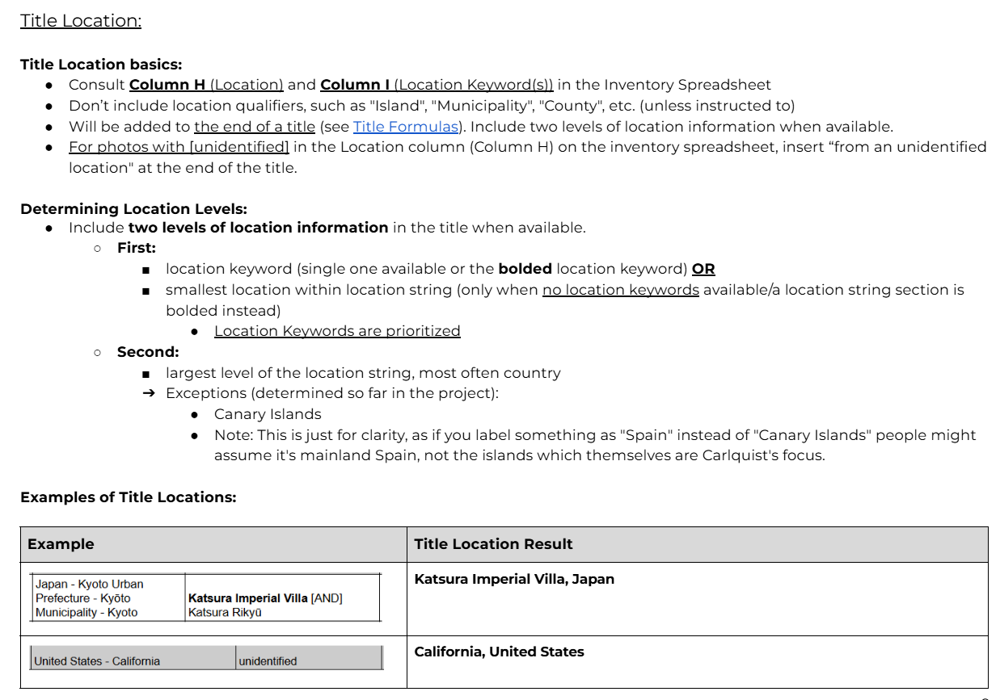 Title Location:
Title Location basics:
● Consult Column H (Location) and Column I (Location Keyword(s)) in the Inventory Spreadsheet
● Don’t include location qualifiers, such as "Island", "Municipality", "County", etc. (unless instructed to)
● Will be added to the end of a title (see Title Formulas). Include two levels of location information when available.
● For photos with [unidentified] in the Location column (Column H) on the inventory spreadsheet, insert “from an unidentified
location" at the end of the title.
Determining Location Levels:
● Include two levels of location information in the title when available.
○ First:
■ location keyword (single one available or the bolded location keyword) OR
■ smallest location within location string (only when no location keywords available/a location string section is
bolded instead)
● Location Keywords are prioritized
○ Second:
■ largest level of the location string, most often country
➔ Exceptions (determined so far in the project):
● Canary Islands
● Note: This is just for clarity, as if you label something as "Spain" instead of "Canary Islands" people might
assume it's mainland Spain, not the islands which themselves are Carlquist's focus.
Examples of Title Locations:
Example Title Location Result
Japan - Kyoto Urban
Prefecture - Kyōto
Municipality - Kyoto
Katsura Imperial Villa [AND]
Katsura Rikyū
Katsura Imperial Villa, Japan
United States - California unidentified
California, United States